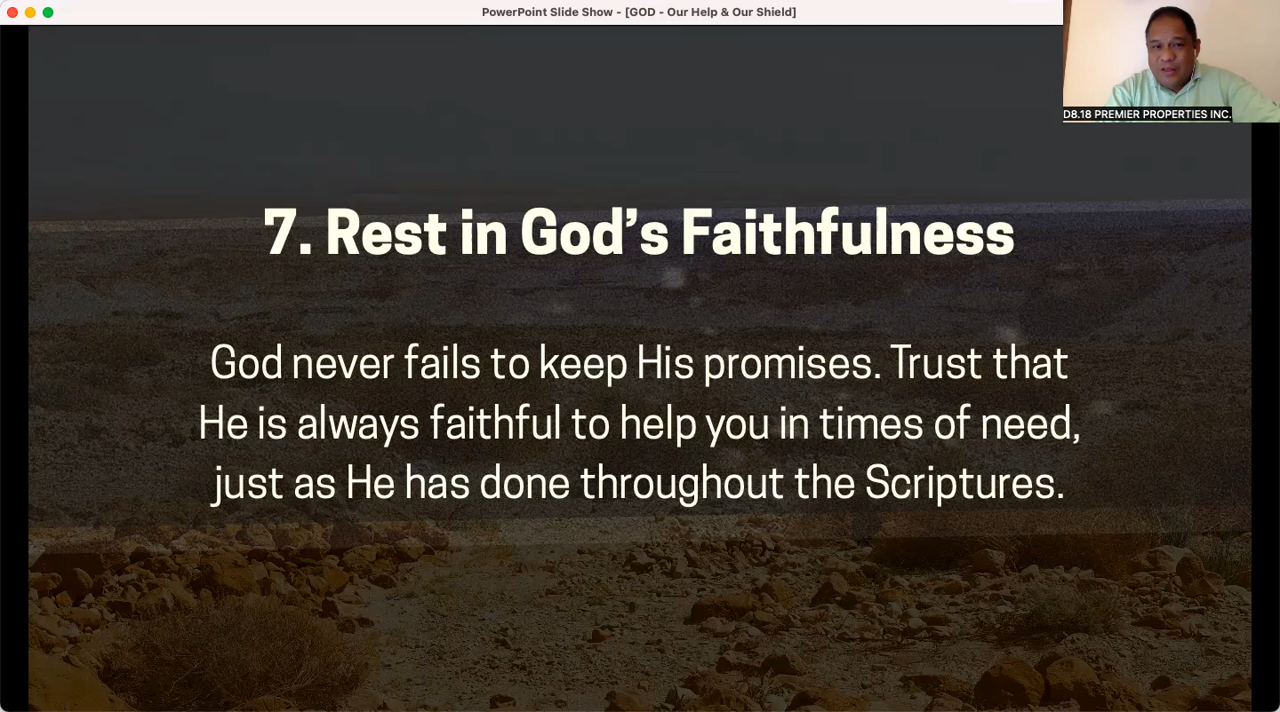 PowerPoint Slide Show - [GOD - Our Help & Our Shield]
D8.18 PREMIER PROPERTIES INC.
7. Rest in God’s Faithfulness
God never fails to keep His promises. Trust that
He is always faithful to help you in times of need,
just as He has done throughout the Scriptures.